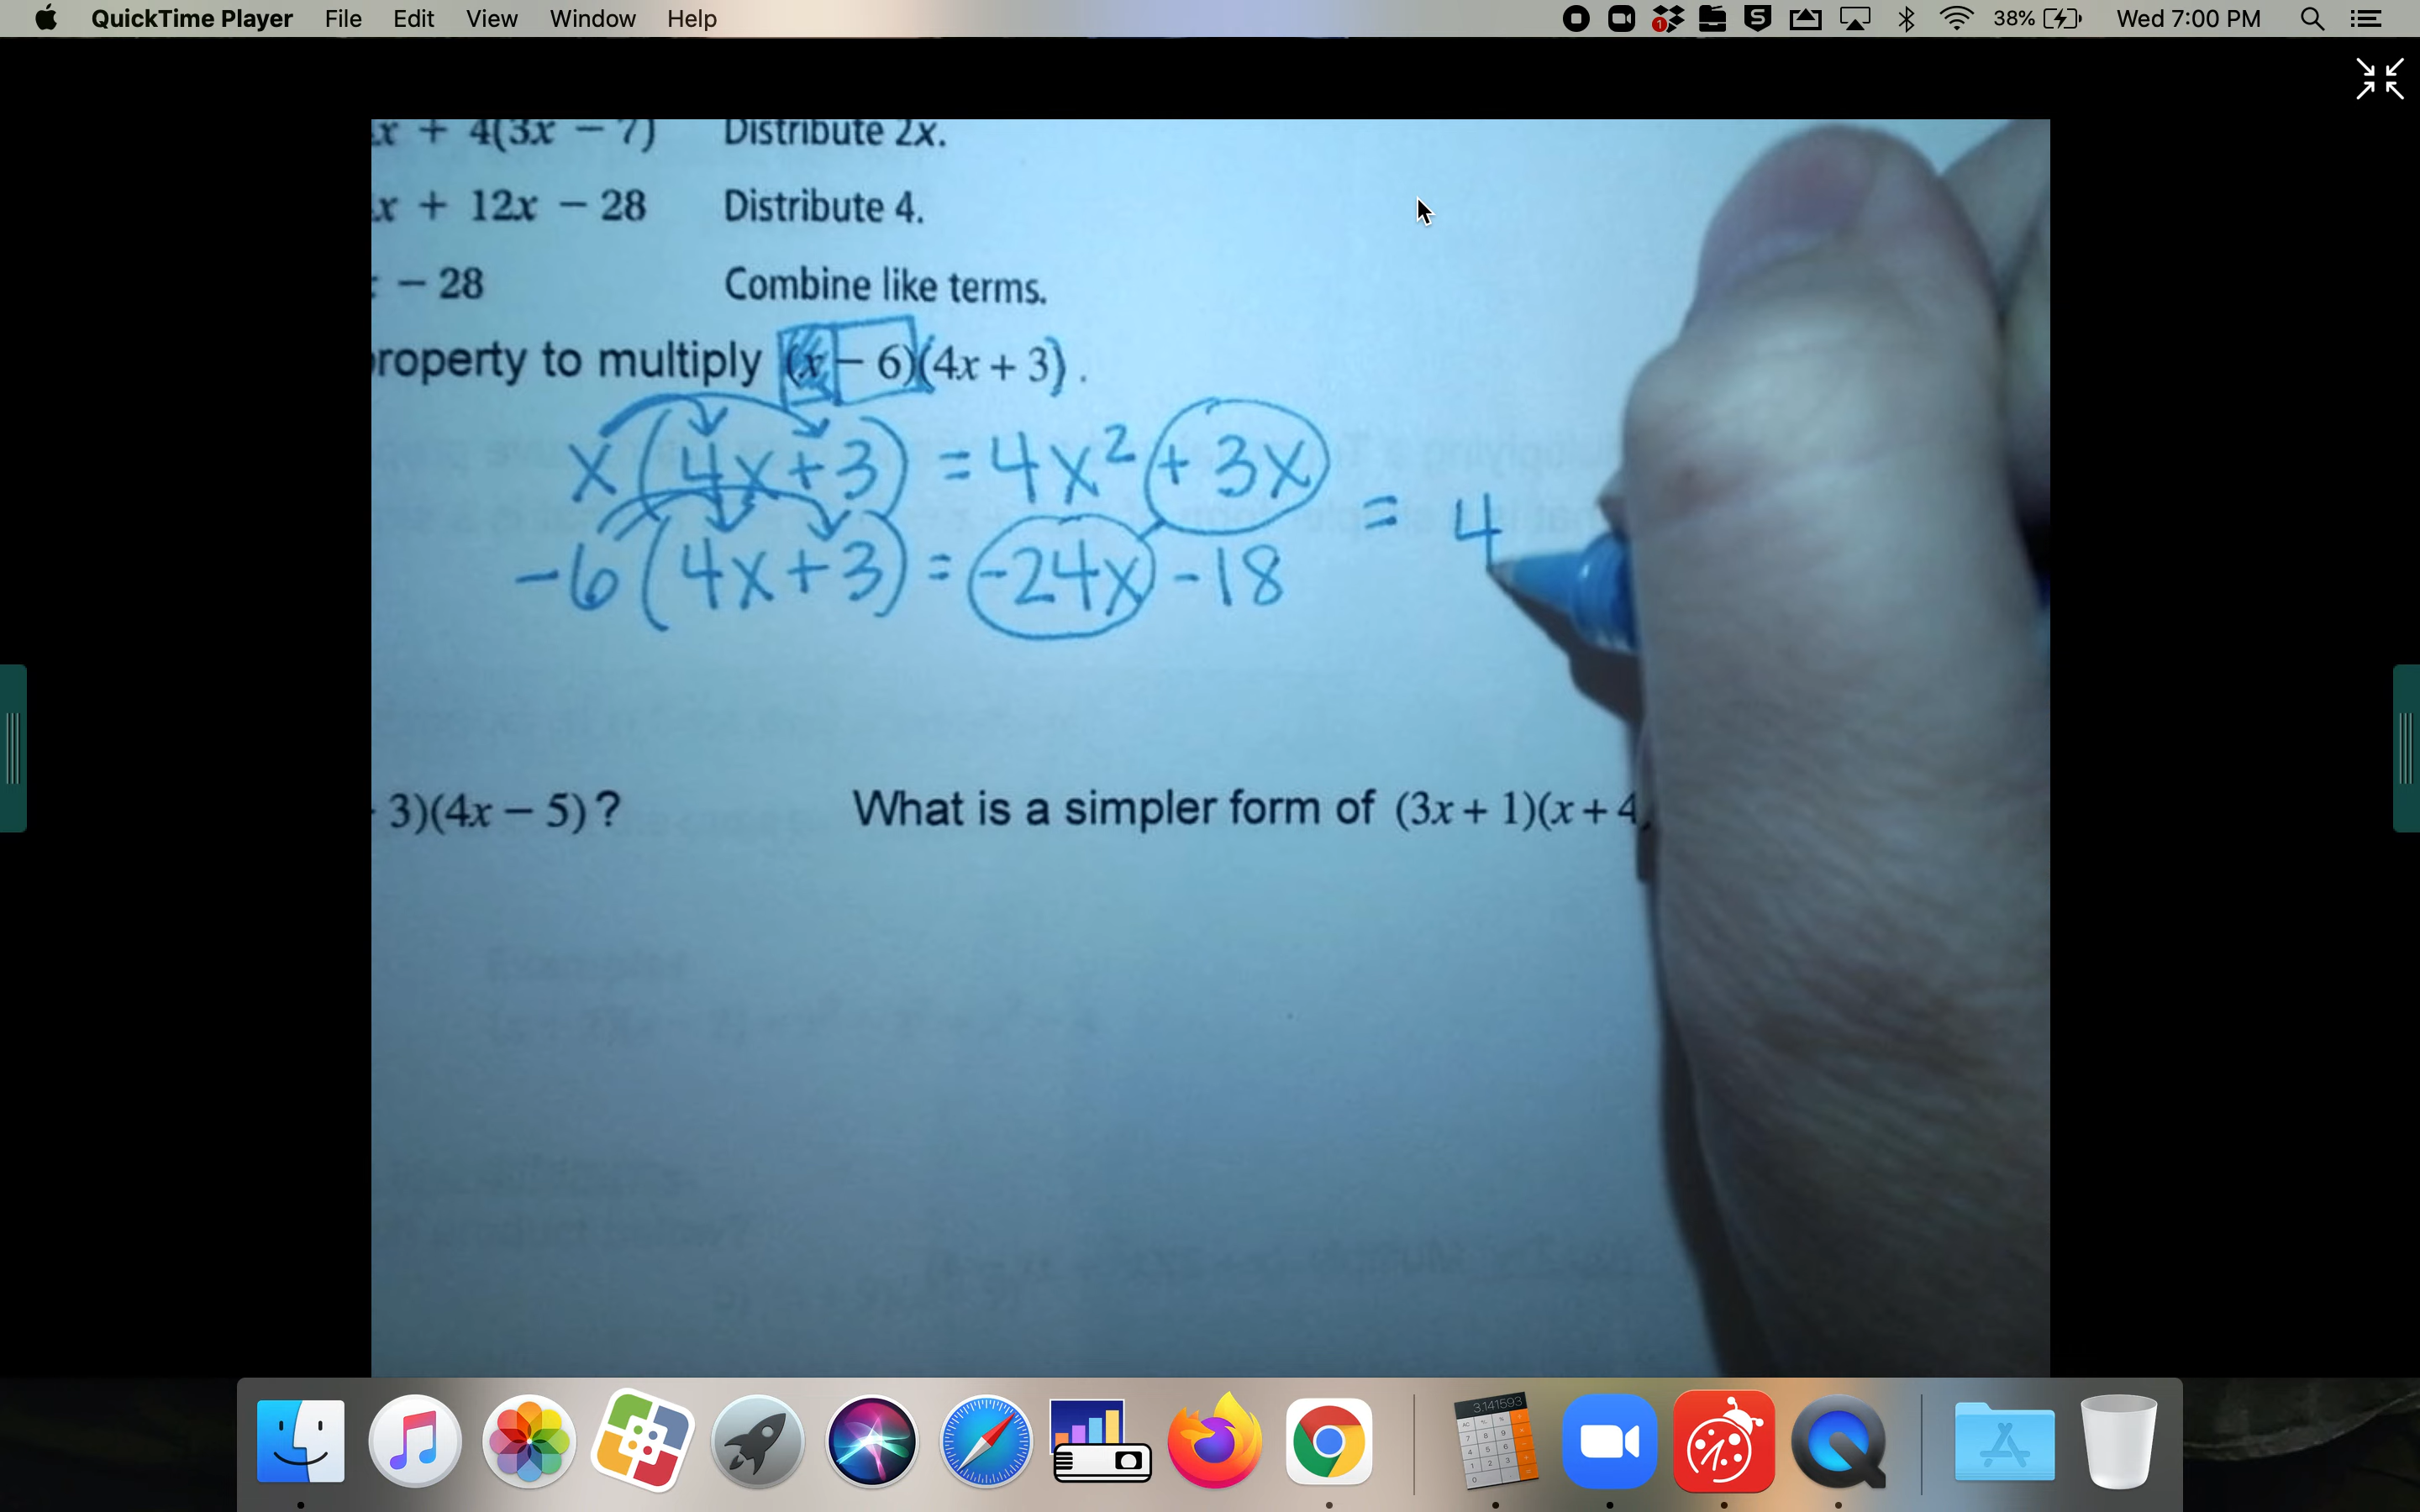 QuickTime Player File Edit View Window Help 38% Wed 7:00 PM
x + 4(3x − 7) Distribute 2x.
x + 12x − 28 Distribute 4.
− 28 Combine like terms.
roperty to multiply (x − 6)(4x + 3).
x(4x+3) = 4x² + 3x
= 4
-6(4x+3) = -24x - 18
3)(4x − 5)? What is a simpler form of (3x + 1)(x + 4
3.141593